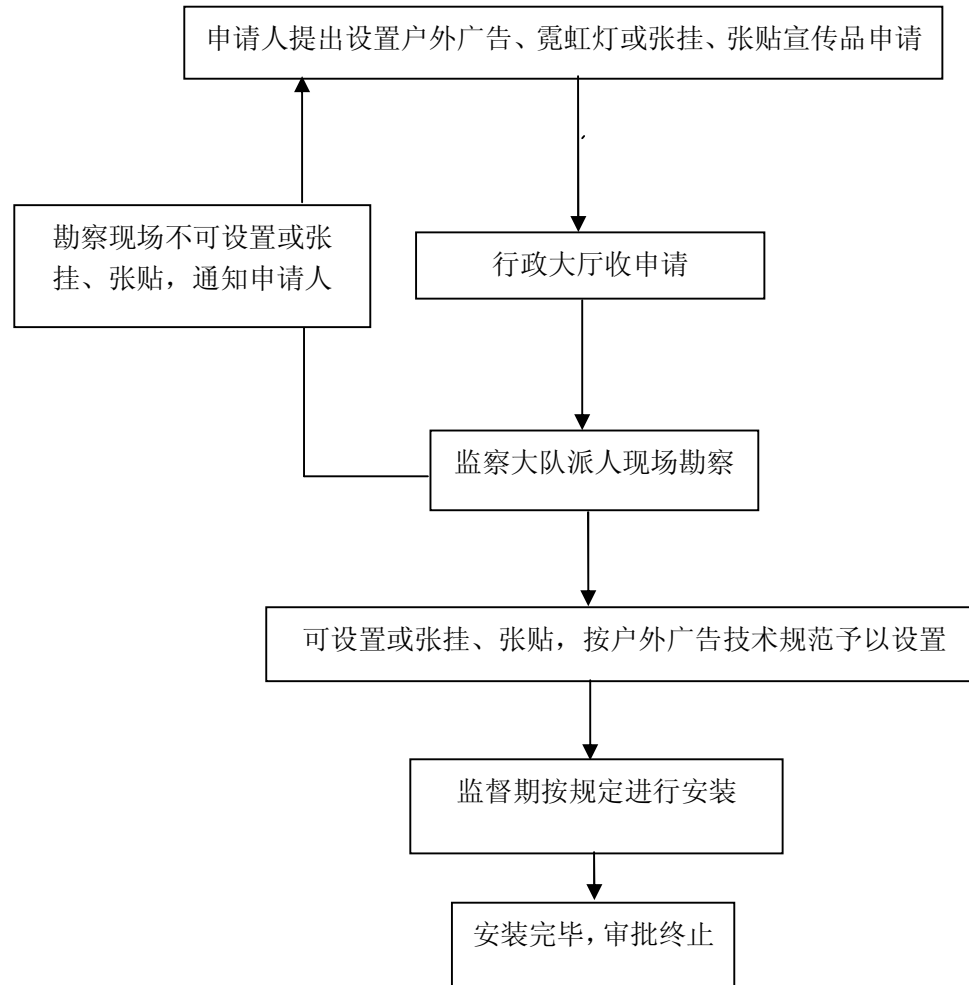 申请人提出设置户外广告、霓虹灯或张挂、张贴宣传品申请
勘察现场不可设置或张
挂、张贴，通知申请人
行政大厅收申请
监察大队派人现场勘察
可设置或张挂、张贴，按户外广告技术规范予以设置
监督期按规定进行安装
安装完毕，审批终止